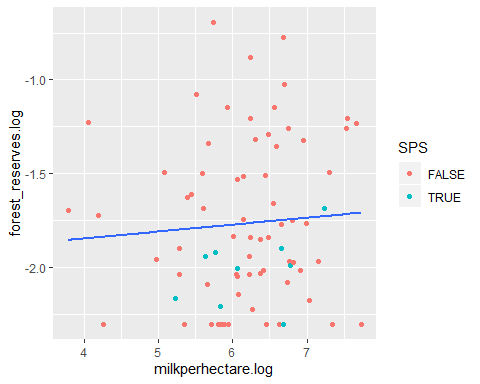 -1.0
-1.5
-2.0
forest_reserves.log
4
5
6
7
milkperhectare.log
SPS
FALSE
TRUE